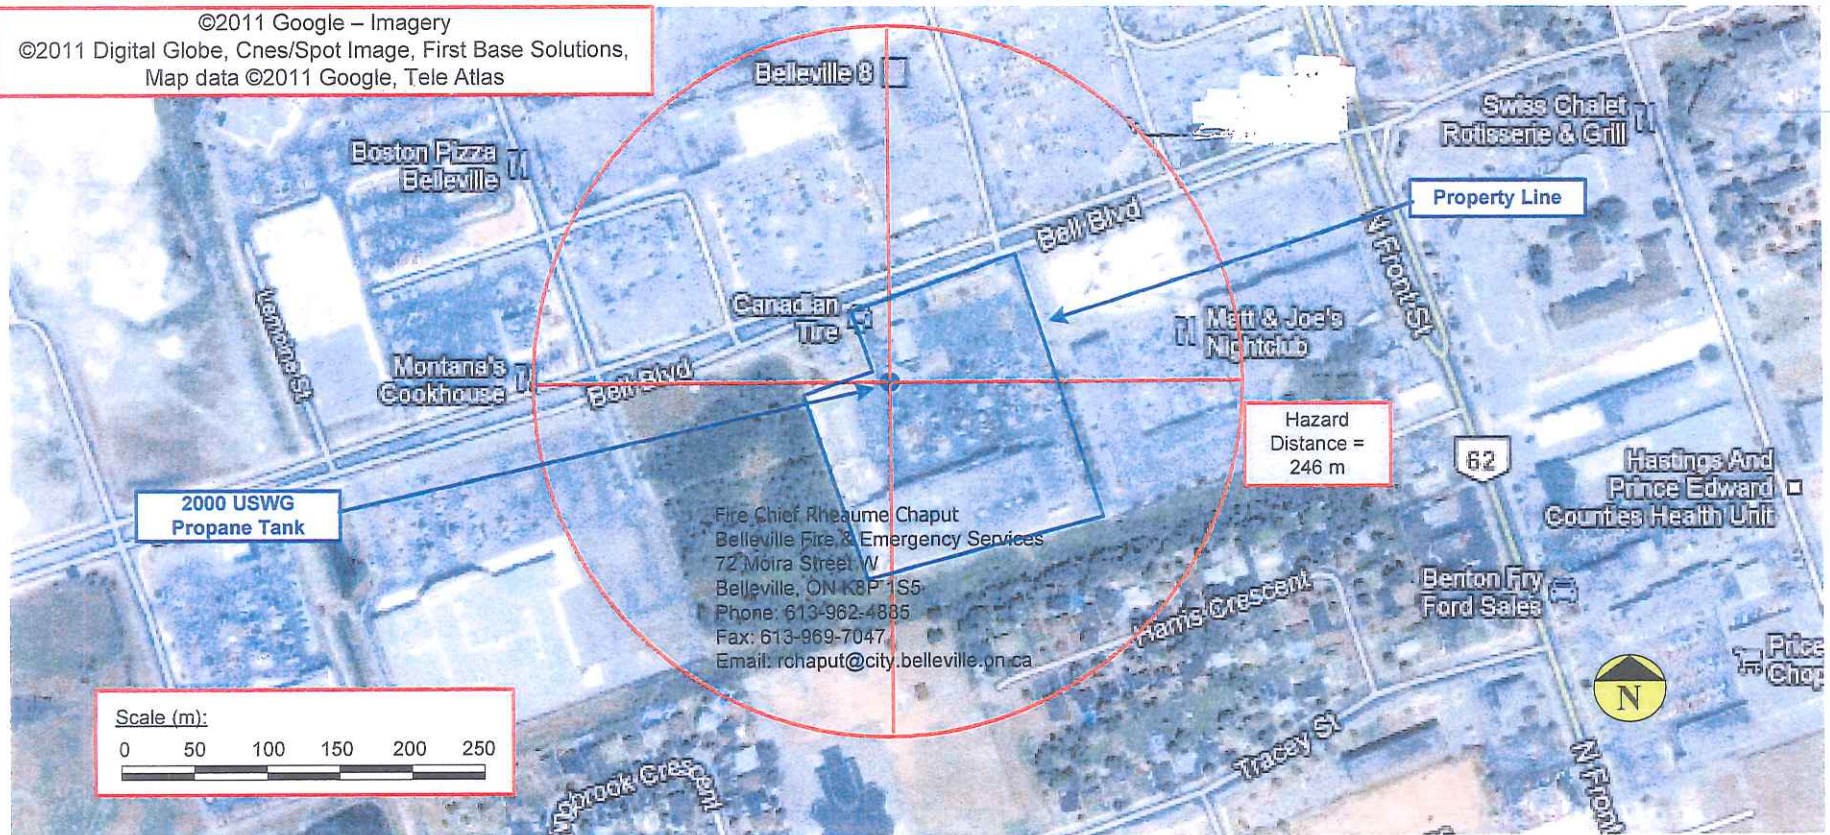 ©2011 Google – Imagery
©2011 Digital Globe, Cnes/Spot Image, First Base Solutions,
Map data ©2011 Google, Tele Atlas
Belleville 8
Swiss Chalet
Rotisserie & Grill
Boston Pizza
Belleville
Property Line
Bell Blvd
N Front St
Canadian
Tire
Matt & Joe's
Nightclub
Montana's
Cookhouse
Bell Blvd
Hazard
Distance =
246 m
62
Hastings And
Prince Edward
Counties Health Unit
2000 USWG
Propane Tank
Fire Chief Rheaume Chaput
Belleville Fire & Emergency Services
72 Moira Street W
Belleville, ON K8P 1S5
Phone: 613-962-4885
Fax: 613-969-7047
Email: rchaput@city.belleville.on.ca
Harris Crescent
Benton Fry
Ford Sales
Price
Chop
N
Scale (m):
0 50 100 150 200 250
Tracey St
Crescent
N Front